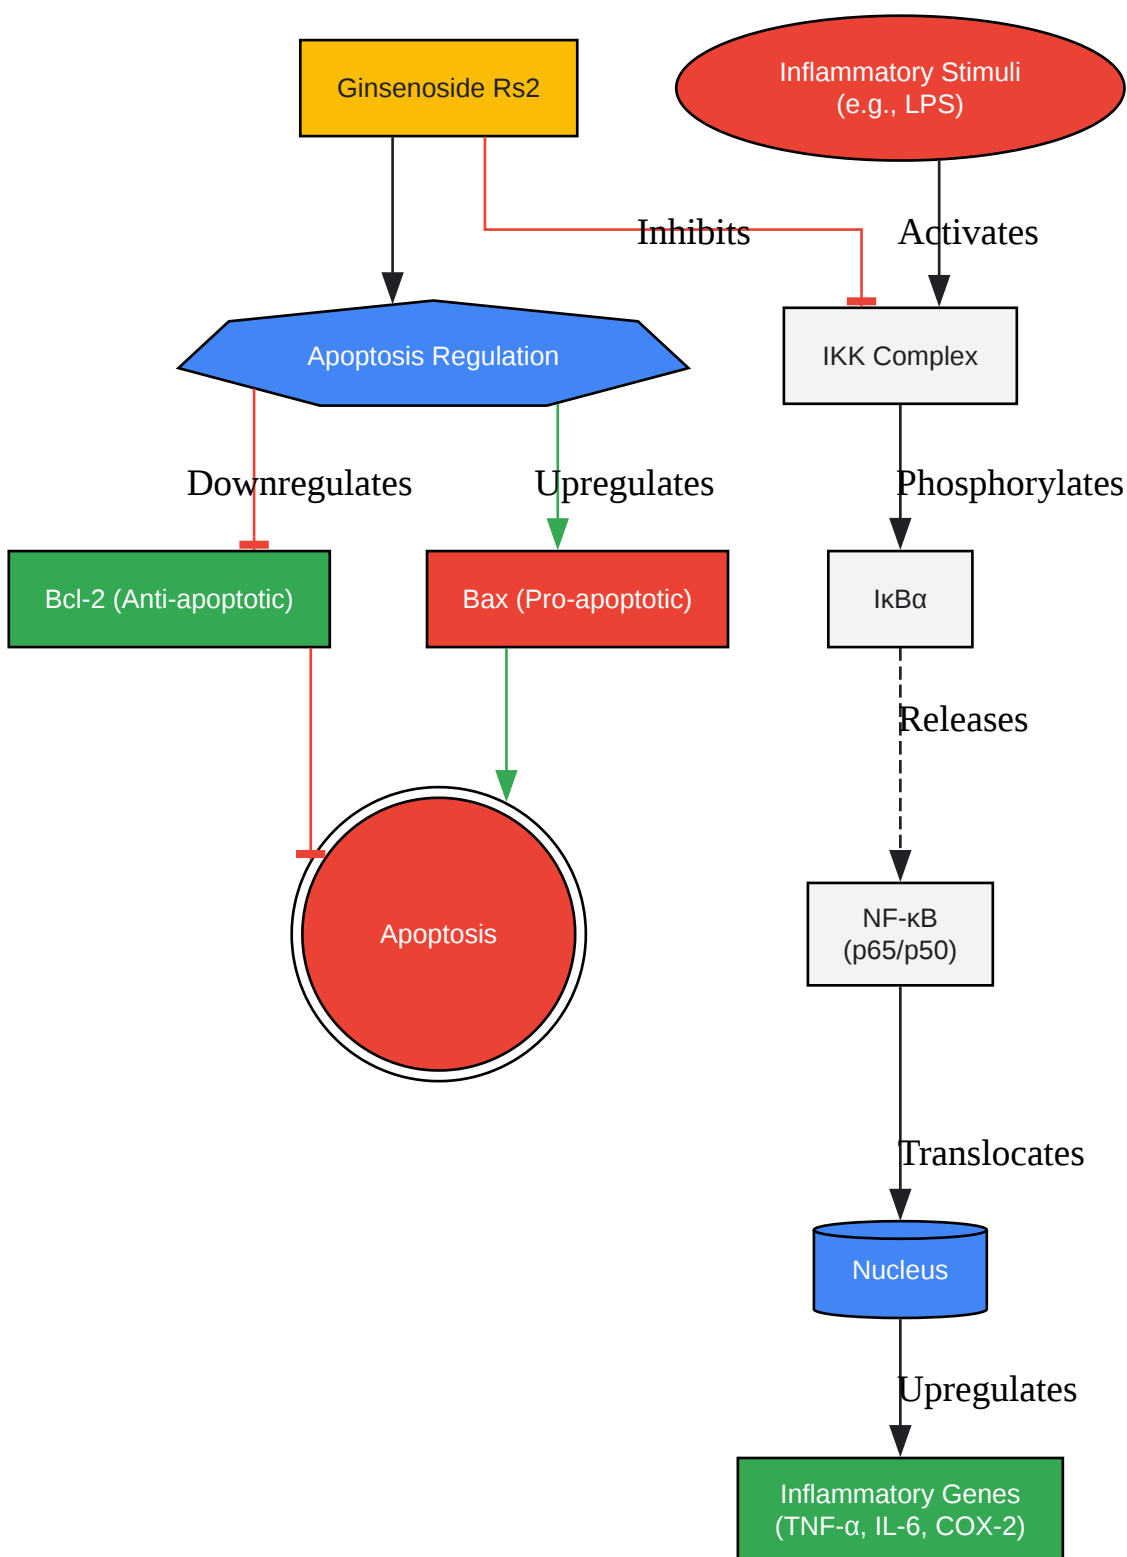 Ginsenoside Rs2
Inflammatory Stimuli
(e.g., LPS)
Inhibits
Activates
Apoptosis Regulation
IKK Complex
Downregulates
Upregulates
Phosphorylates
Bcl-2 (Anti-apoptotic)
Bax (Pro-apoptotic)
IκBα
Releases
NF-κB
(p65/p50)
Apoptosis
Translocates
Nucleus
Upregulates
Inflammatory Genes
(TNF-α, IL-6, COX-2)